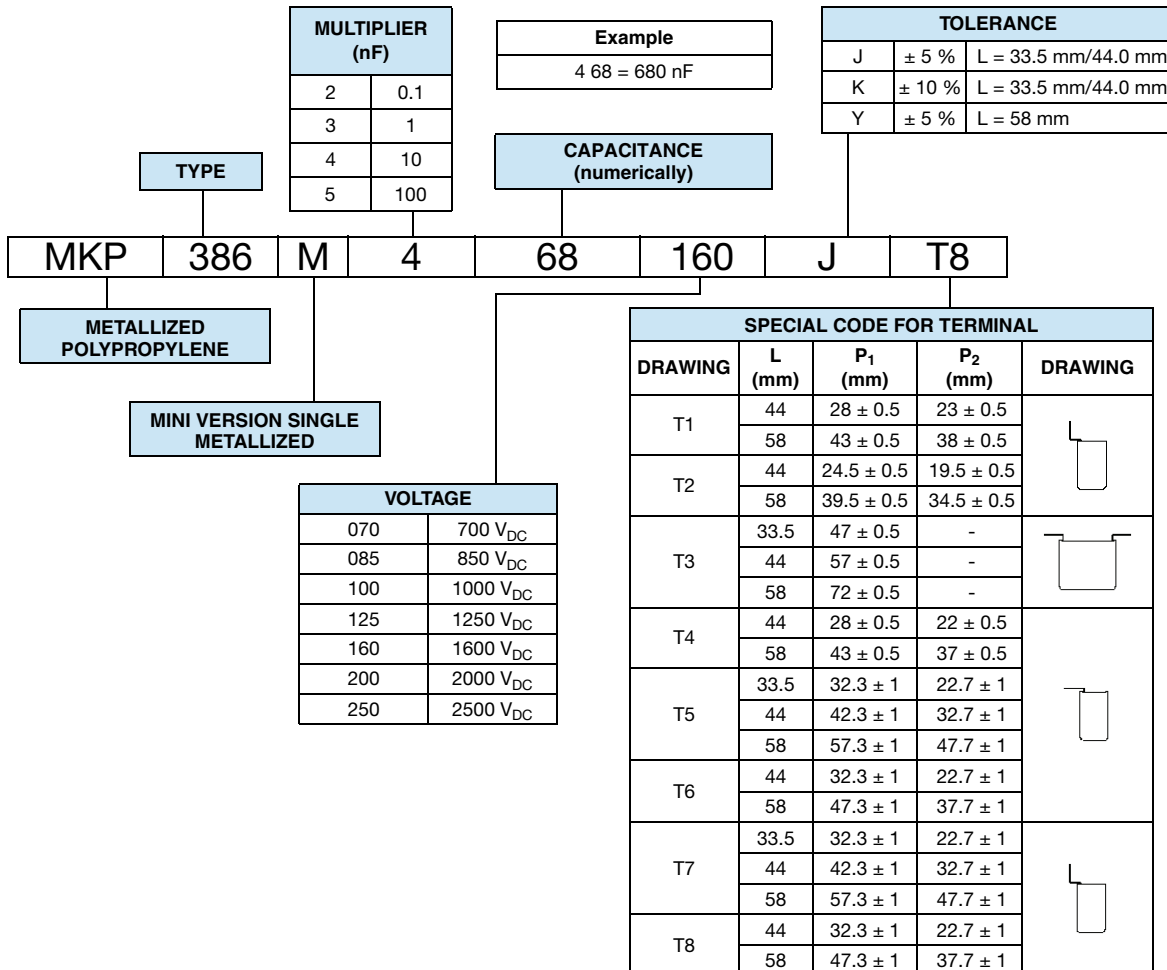 MULTIPLIER
(nF)
2 0.1
3 1
4 10
5 100
Example
4 68 = 680 nF
TOLERANCE
J ± 5 % L = 33.5 mm/44.0 mm
K ± 10 % L = 33.5 mm/44.0 mm
Y ± 5 % L = 58 mm
TYPE
CAPACITANCE
(numerically)
MKP 386 M 4 68 160 J T8
METALLIZED
POLYPROPYLENE
MINI VERSION SINGLE
METALLIZED
VOLTAGE
070 700 VDC
085 850 VDC
100 1000 VDC
125 1250 VDC
160 1600 VDC
200 2000 VDC
250 2500 VDC
SPECIAL CODE FOR TERMINAL
DRAWING L (mm) P1 (mm) P2 (mm) DRAWING
T1 44 28 ± 0.5 23 ± 0.5
58 43 ± 0.5 38 ± 0.5
T2 44 24.5 ± 0.5 19.5 ± 0.5
58 39.5 ± 0.5 34.5 ± 0.5
T3 33.5 47 ± 0.5 -
44 57 ± 0.5 -
58 72 ± 0.5 -
T4 44 28 ± 0.5 22 ± 0.5
58 43 ± 0.5 37 ± 0.5
T5 33.5 32.3 ± 1 22.7 ± 1
44 42.3 ± 1 32.7 ± 1
58 57.3 ± 1 47.7 ± 1
T6 44 32.3 ± 1 22.7 ± 1
58 47.3 ± 1 37.7 ± 1
T7 33.5 32.3 ± 1 22.7 ± 1
44 42.3 ± 1 32.7 ± 1
58 57.3 ± 1 47.7 ± 1
T8 44 32.3 ± 1 22.7 ± 1
58 47.3 ± 1 37.7 ± 1